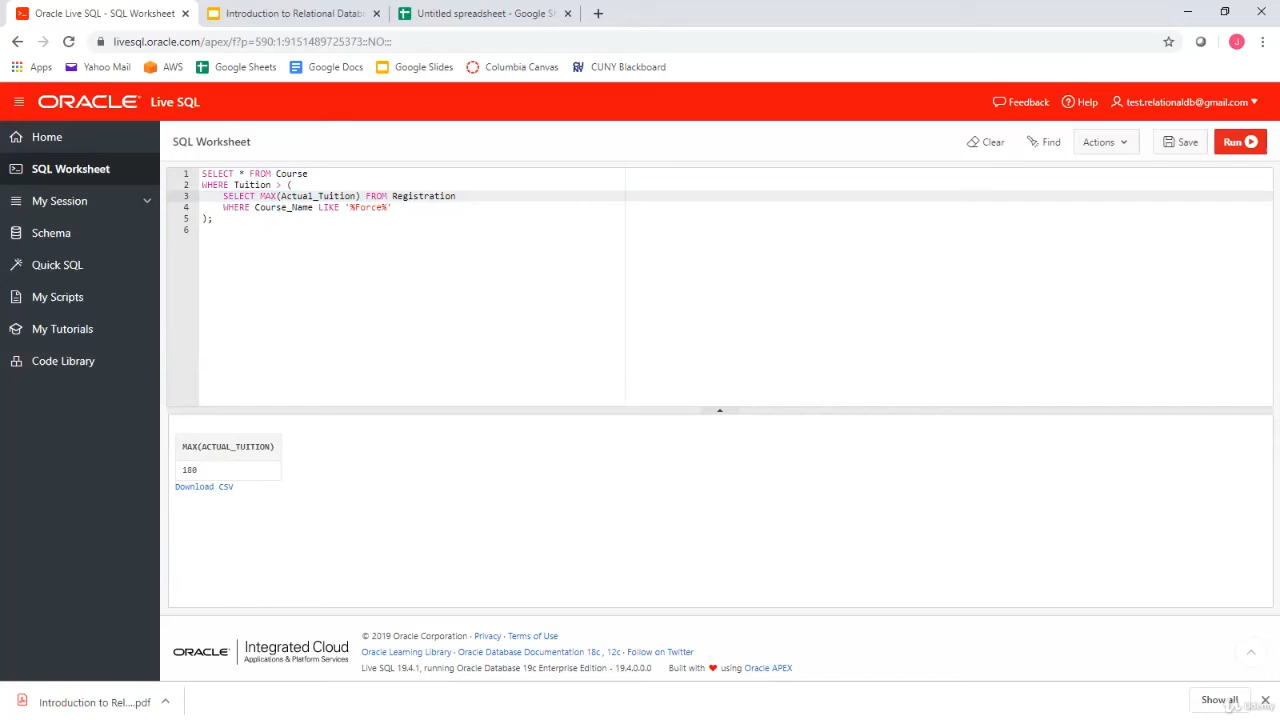 Oracle Live SQL - SQL Worksheet
Introduction to Relational Datab
Untitled spreadsheet - Google Sh
livesql.oracle.com/apex/f?p=590:1:9151489725373::NO:::
J
Apps
Yahoo Mail
AWS
Google Sheets
Google Docs
Google Slides
Columbia Canvas
CUNY Blackboard
ORACLE Live SQL
Feedback
Help
test.relationaldb@gmail.com
Home
SQL Worksheet
My Session
Schema
Quick SQL
My Scripts
My Tutorials
Code Library
SQL Worksheet
Clear
Find
Actions
Save
Run
1 SELECT * FROM Course
2 WHERE Tuition > (
3 SELECT MAX(Actual_Tuition) FROM Registration
4 WHERE Course_Name LIKE '%Force%'
5 );
6
MAX(ACTUAL_TUITION)
180
Download CSV
ORACLE Integrated Cloud
Applications & Platform Services
© 2019 Oracle Corporation · Privacy · Terms of Use
Oracle Learning Library · Oracle Database Documentation 18c , 12c · Follow on Twitter
Live SQL 19.4.1, running Oracle Database 19c Enterprise Edition - 19.4.0.0.0 Built with ♥ using Oracle APEX
Introduction to Rel....pdf
Show all
Udemy